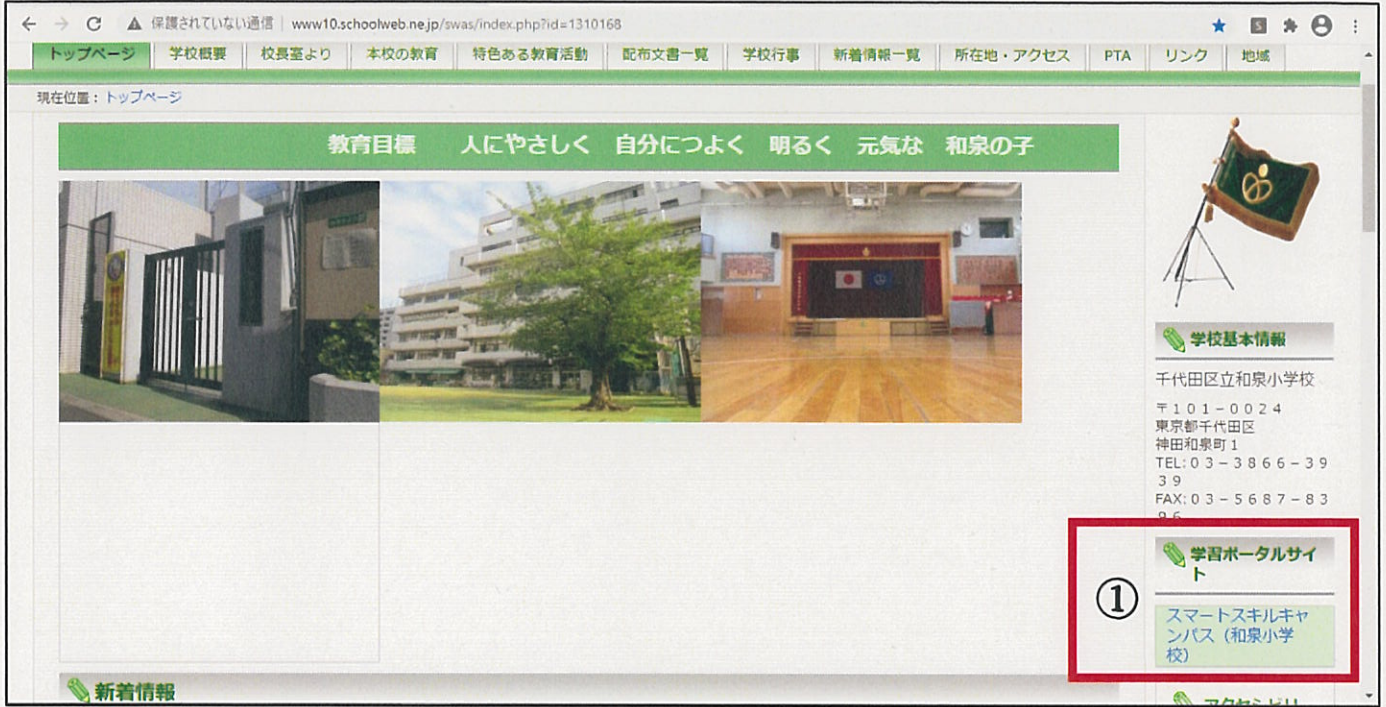 保護されていない通信 | www10.schoolweb.ne.jp/swas/index.php?id=1310168
トップページ 学校概要 校長室より 本校の教育 特色ある教育活動 配布文書一覧 学校行事 新着情報一覧 所在地・アクセス PTA リンク 地域
現在位置：トップページ
教育目標 人にやさしく 自分につよく 明るく 元気な 和泉の子
学校基本情報
千代田区立和泉小学校
〒１０１－００２４
東京都千代田区
神田和泉町１
TEL:０３－３８６６－３９
３９
FAX:０３－５６８７－８３
９６
①
学習ポータルサイ
ト
スマートスキルキャ
ンパス（和泉小学
校）
新着情報
アクセシビリ